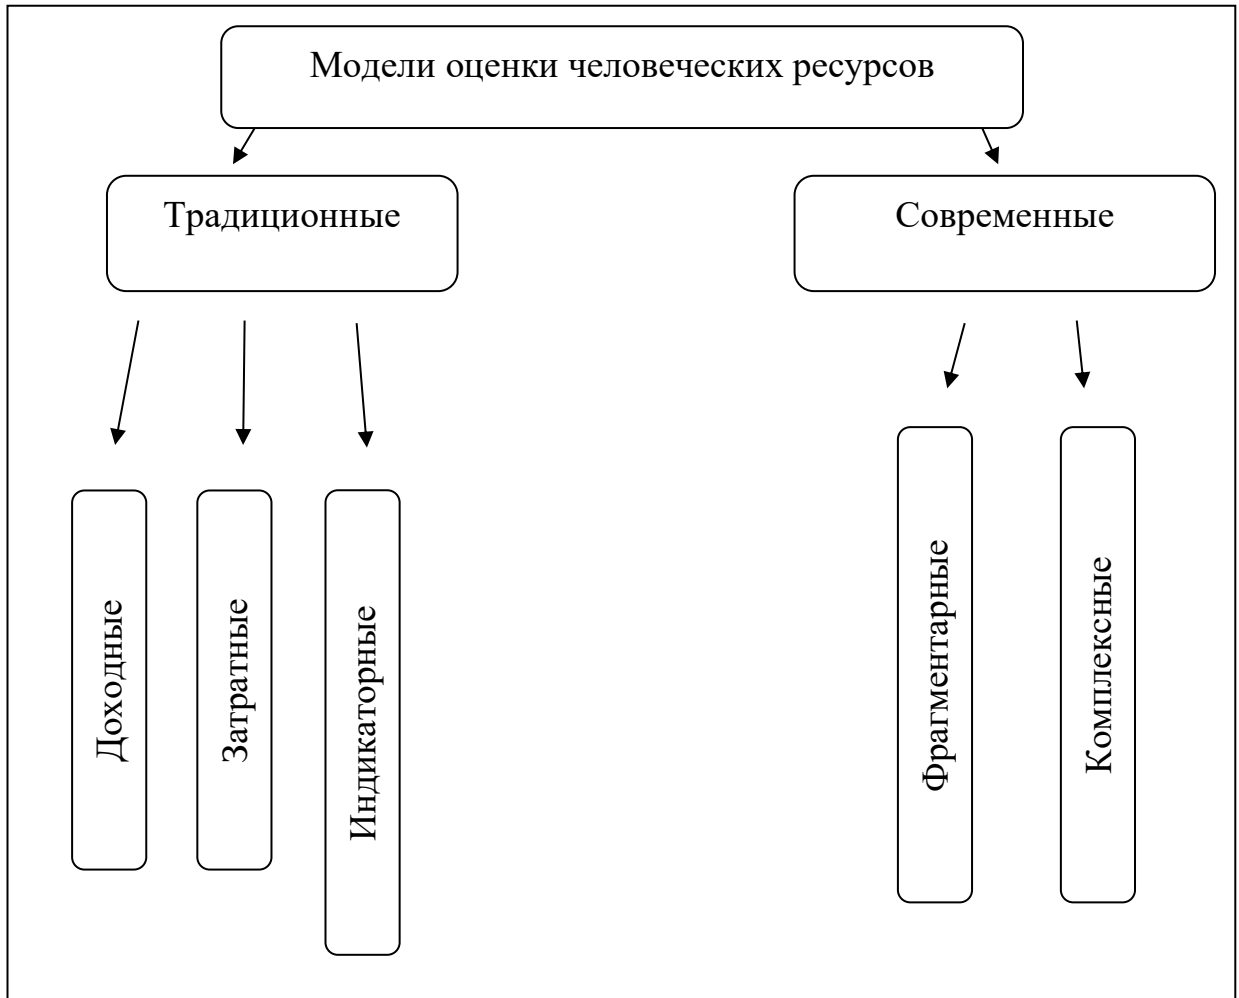 Модели оценки человеческих ресурсов
Традиционные
Современные
Доходные
Затратные
Индикаторные
Фрагментарные
Комплексные